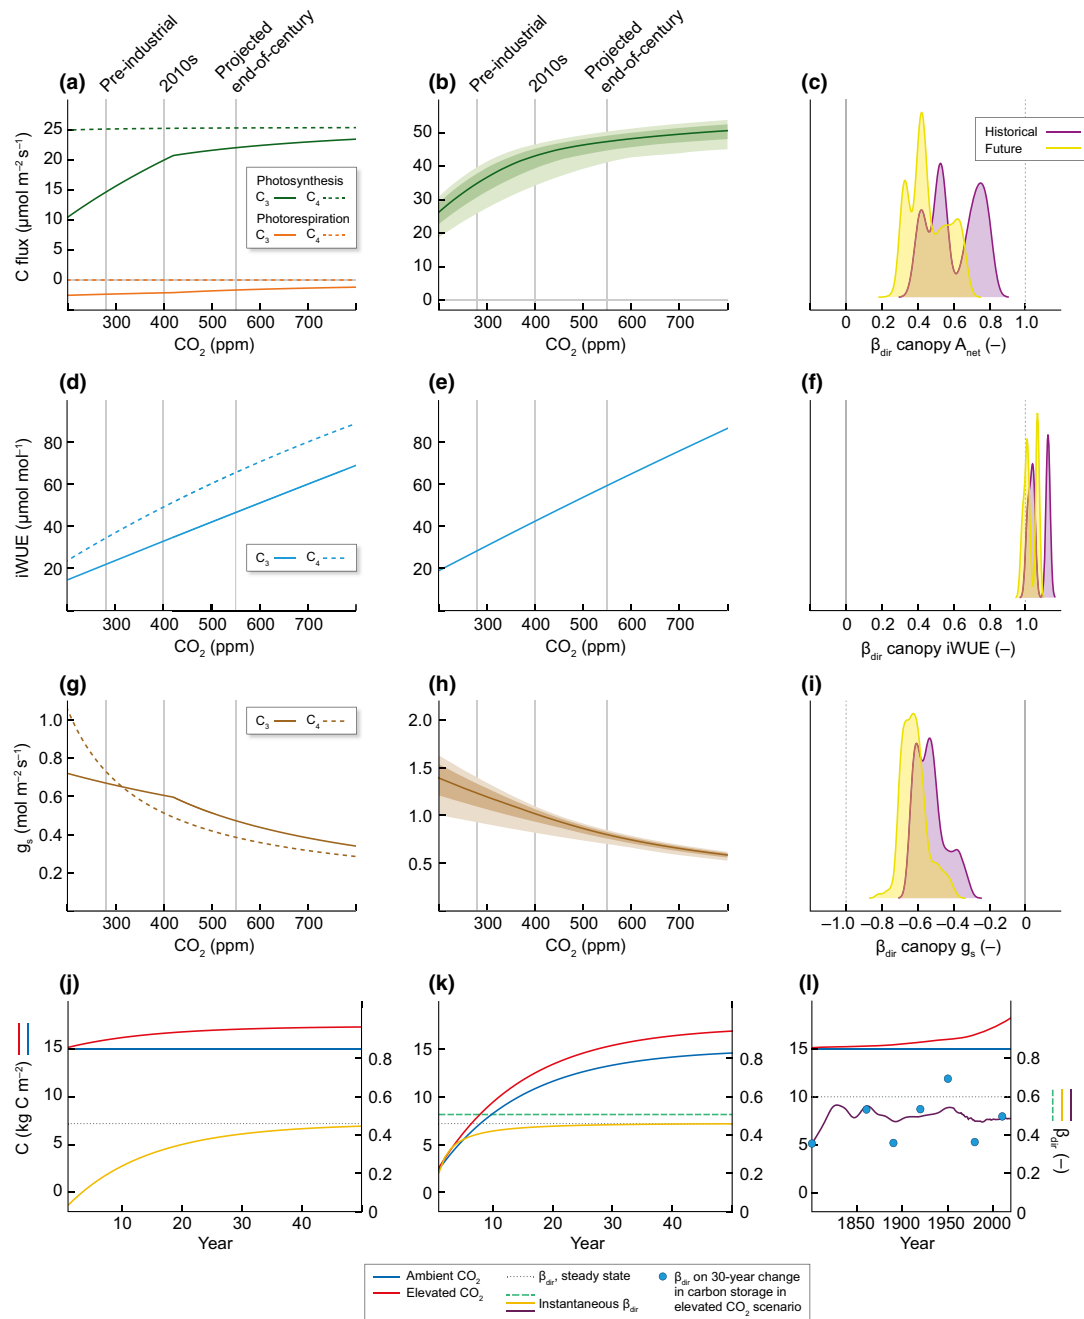 Pre-industrial
2010s
Projected
end-of-century
Pre-industrial
2010s
Projected
end-of-century
(a)
C flux (μmol m⁻² s⁻¹)
25
20
15
10
5
0
Photosynthesis
C₃ C₄
Photorespiration
C₃ C₄
300 400 500 600 700
CO₂ (ppm)
(b)
50
40
30
20
10
0
300 400 500 600 700
CO₂ (ppm)
(c)
Historical
Future
0 0.2 0.4 0.6 0.8 1.0
β_dir canopy A_net (–)
(d)
iWUE (μmol mol⁻¹)
80
60
40
20
C₃ C₄
300 400 500 600 700
CO₂ (ppm)
(e)
80
60
40
20
300 400 500 600 700
CO₂ (ppm)
(f)
0 0.2 0.4 0.6 0.8 1.0
β_dir canopy iWUE (–)
(g)
g_s (mol m⁻² s⁻¹)
1.0
0.8
0.6
0.4
0.2
C₃ C₄
300 400 500 600 700
CO₂ (ppm)
(h)
2.0
1.5
1.0
0.5
300 400 500 600 700
CO₂ (ppm)
(i)
–1.0 –0.8 –0.6 –0.4 –0.2 0
β_dir canopy g_s (–)
(j)
C (kg C m⁻²)
15
10
5
0
0.8
0.6
0.4
0.2
0
10 20 30 40
Year
(k)
15
10
5
0
0.8
0.6
0.4
0.2
0
10 20 30 40
Year
(l)
15
10
5
0
0.8
0.6
0.4
0.2
0
β_dir (–)
1850 1900 1950 2000
Year
Ambient CO₂
Elevated CO₂
β_dir, steady state
Instantaneous β_dir
β_dir on 30-year change
in carbon storage in
elevated CO₂ scenario